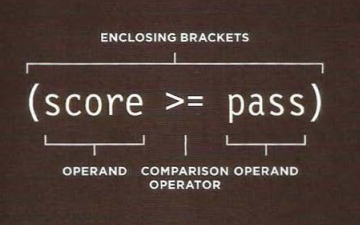 ENCLOSING BRACKETS
(score >= pass)
OPERAND COMPARISON OPERATOR OPERAND